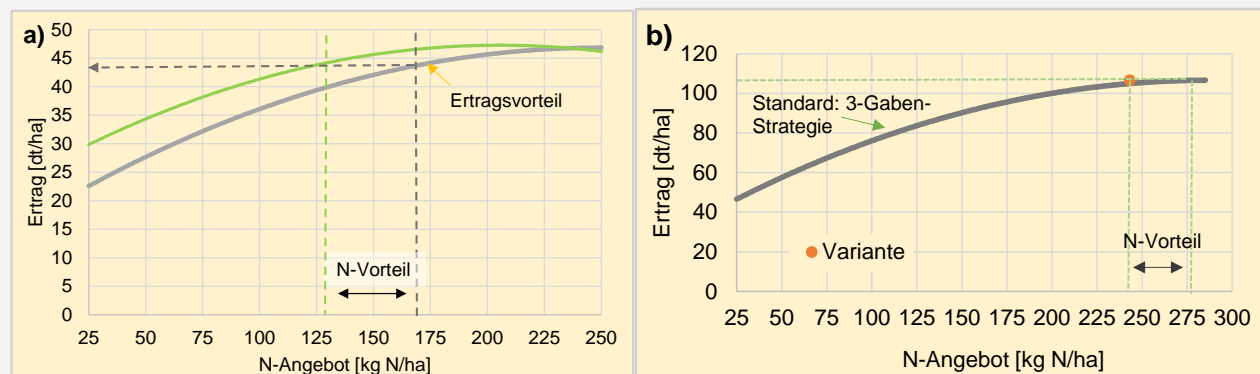 a)
Ertrag [dt/ha]
50
45
40
35
30
25
20
15
10
5
0
Ertragsvorteil
N-Vorteil
25 50 75 100 125 150 175 200 225 250
N-Angebot [kg N/ha]
b)
Ertrag [dt/ha]
120
100
80
60
40
20
0
Standard: 3-Gaben-
Strategie
Variante
N-Vorteil
25 50 75 100 125 150 175 200 225 250 275 300
N-Angebot [kg N/ha]